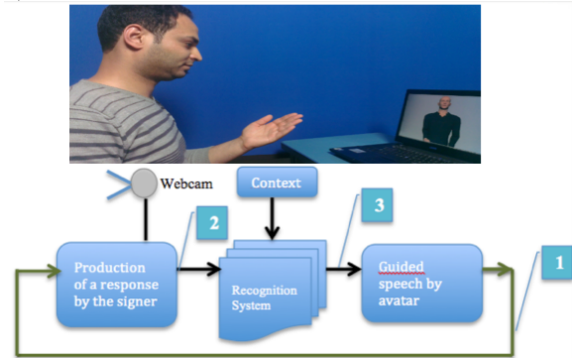 Webcam
Context
3
2
1
Production
of a response
by the signer
Recognition
System
Guided
speech by
avatar